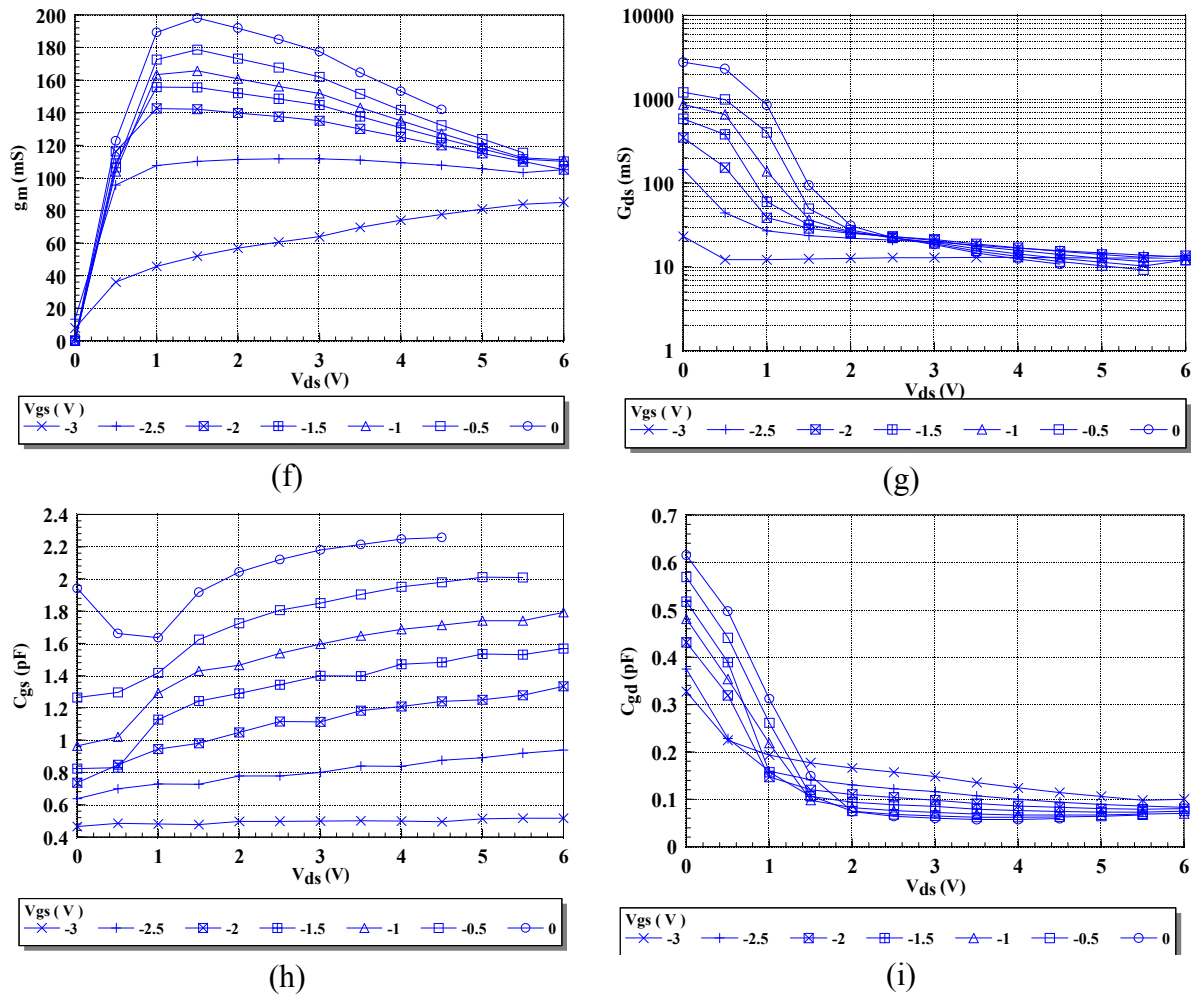 200
180
160
140
120
100
80
60
40
20
0
gm (mS)
0 1 2 3 4 5 6
Vds (V)
Vgs ( V )
-3 -2.5 -2 -1.5 -1 -0.5 0
(f)
10000
1000
100
10
1
Gds (mS)
0 1 2 3 4 5 6
Vds (V)
Vgs ( V )
-3 -2.5 -2 -1.5 -1 -0.5 0
(g)
2.4
2.2
2
1.8
1.6
1.4
1.2
1
0.8
0.6
0.4
Cgs (pF)
0 1 2 3 4 5 6
Vds (V)
Vgs ( V )
-3 -2.5 -2 -1.5 -1 -0.5 0
(h)
0.7
0.6
0.5
0.4
0.3
0.2
0.1
0
Cgd (pF)
0 1 2 3 4 5 6
Vds (V)
Vgs ( V )
-3 -2.5 -2 -1.5 -1 -0.5 0
(i)